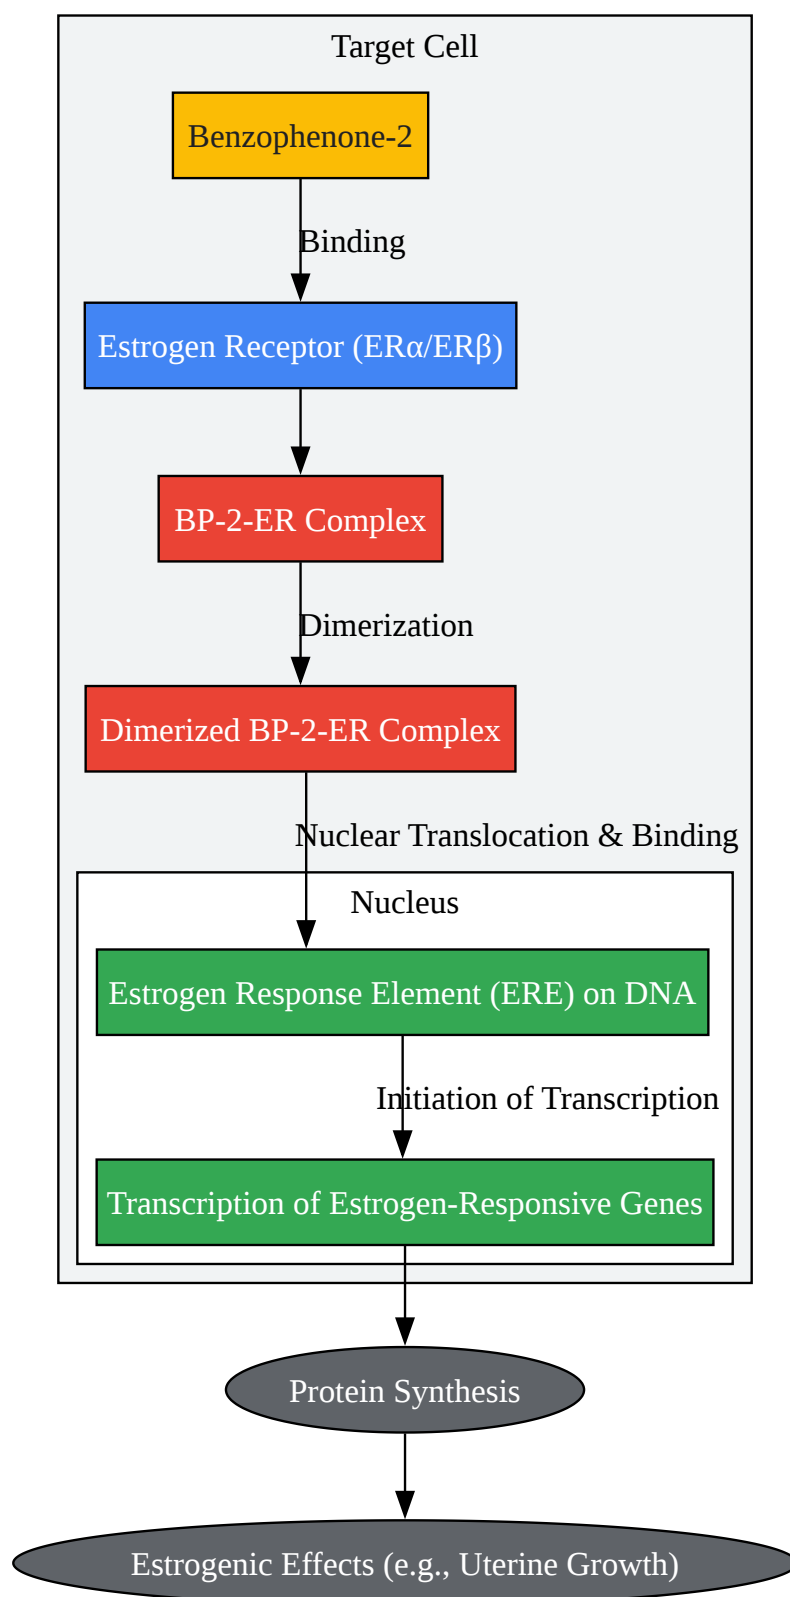 Target Cell
Benzophenone-2
Binding
Estrogen Receptor (ERα/ERβ)
BP-2-ER Complex
Dimerization
Dimerized BP-2-ER Complex
Nuclear Translocation & Binding
Nucleus
Estrogen Response Element (ERE) on DNA
Initiation of Transcription
Transcription of Estrogen-Responsive Genes
Protein Synthesis
Estrogenic Effects (e.g., Uterine Growth)